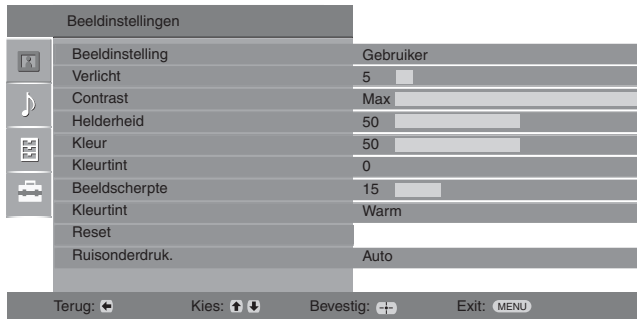 Beeldinstellingen
Beeldinstelling Gebruiker
Verlicht 5
Contrast Max
Helderheid 50
Kleur 50
Kleurtint 0
Beeldscherpte 15
Kleurtint Warm
Reset
Ruisonderdruk. Auto
Terug: Kies: Bevestig: Exit: MENU